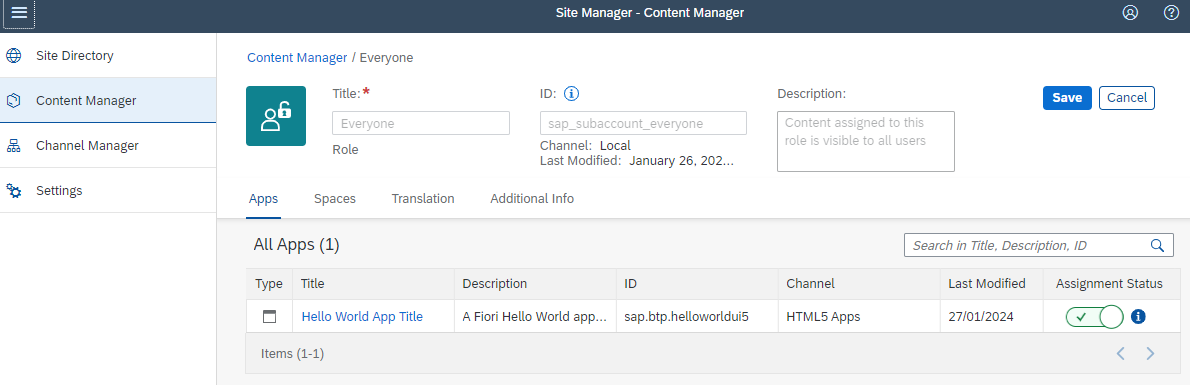 Site Manager - Content Manager
Site Directory
Content Manager
Channel Manager
Settings
Content Manager / Everyone
Title:*
Everyone
Role
ID:
sap_subaccount_everyone
Channel: Local
Last Modified: January 26, 202...
Description:
Content assigned to this
role is visible to all users
Save
Cancel
Apps
Spaces
Translation
Additional Info
All Apps (1)
Search in Title, Description, ID
Type Title Description ID Channel Last Modified Assignment Status
Hello World App Title A Fiori Hello World app... sap.btp.helloworldui5 HTML5 Apps 27/01/2024
Items (1-1)